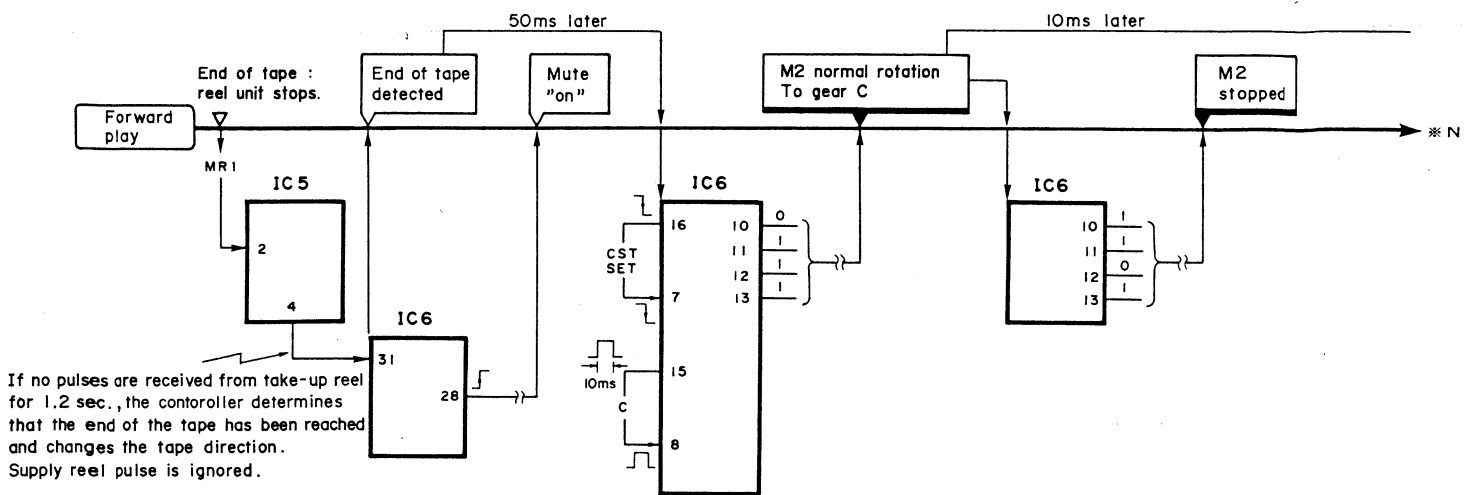 50ms later
10ms later
End of tape :
reel unit stops.
End of tape
detected
Mute
"on"
M2 normal rotation
To gear C
M2
stopped
Forward
play
※ N
MR1
IC5
2
4
IC6
31
28
IC6
16
10 0
11 1
CST
SET
12 1
7
13 1
10ms
15
C
8
IC6
10 1
11 1
12 0
13 1
If no pulses are received from take-up reel
for 1.2 sec., the contoroller determines
that the end of the tape has been reached
and changes the tape direction.
Supply reel pulse is ignored.